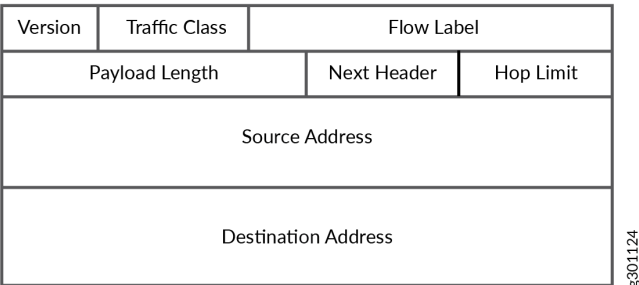 Version Traffic Class Flow Label
Payload Length Next Header Hop Limit
Source Address
Destination Address
g301124